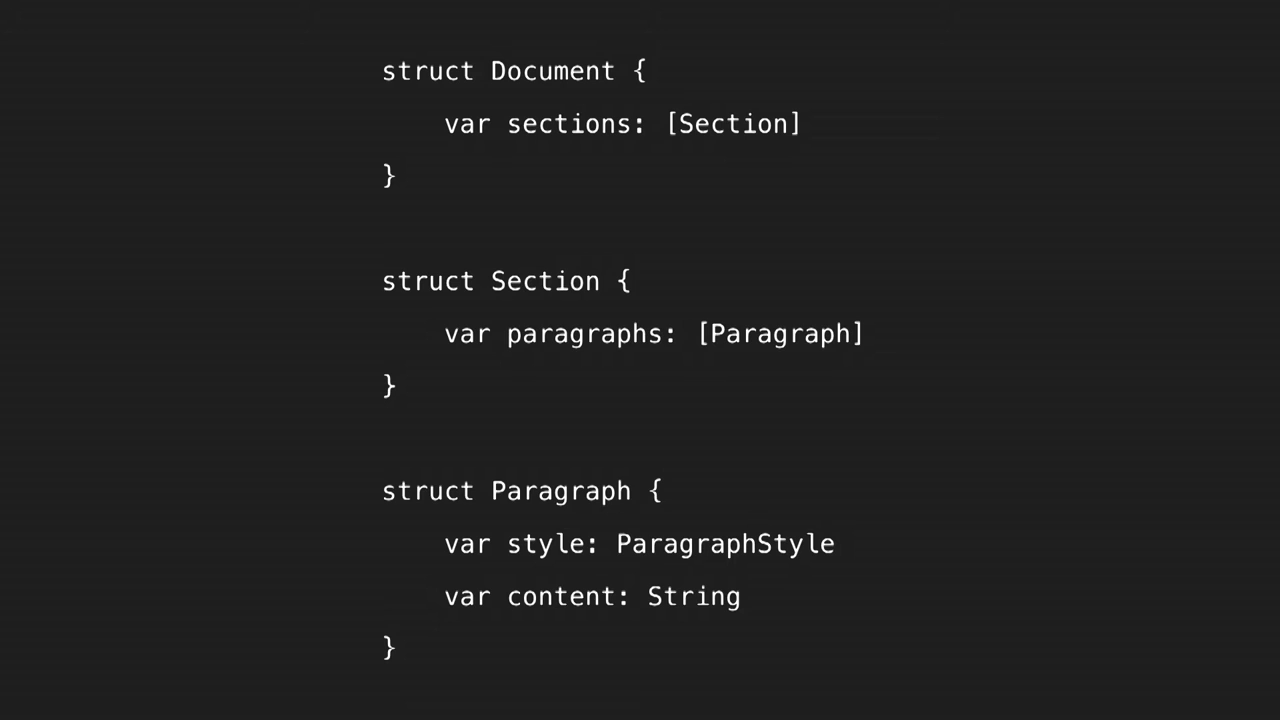 struct Document {
    var sections: [Section]
}
struct Section {
    var paragraphs: [Paragraph]
}
struct Paragraph {
    var style: ParagraphStyle
    var content: String
}